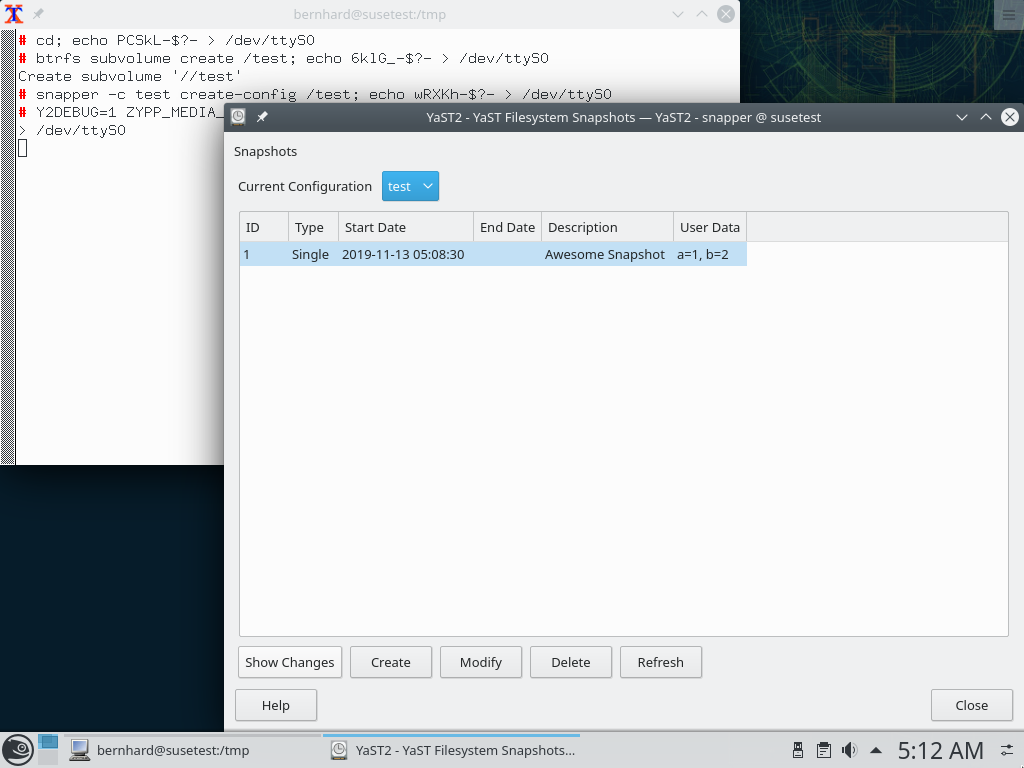 bernhard@susetest:/tmp
# cd; echo PCSkL-$?- > /dev/ttyS0
# btrfs subvolume create /test; echo 6klG_-$?- > /dev/ttyS0
Create subvolume '//test'
# snapper -c test create-config /test; echo wRXKh-$?- > /dev/ttyS0
# Y2DEBUG=1 ZYPP_MEDIA_
> /dev/ttyS0
YaST2 - YaST Filesystem Snapshots — YaST2 - snapper @ susetest
Snapshots
Current Configuration test
ID Type Start Date End Date Description User Data
1 Single 2019-11-13 05:08:30 Awesome Snapshot a=1, b=2
Show Changes Create Modify Delete Refresh
Help Close
bernhard@susetest:/tmp YaST2 - YaST Filesystem Snapshots... 5:12 AM